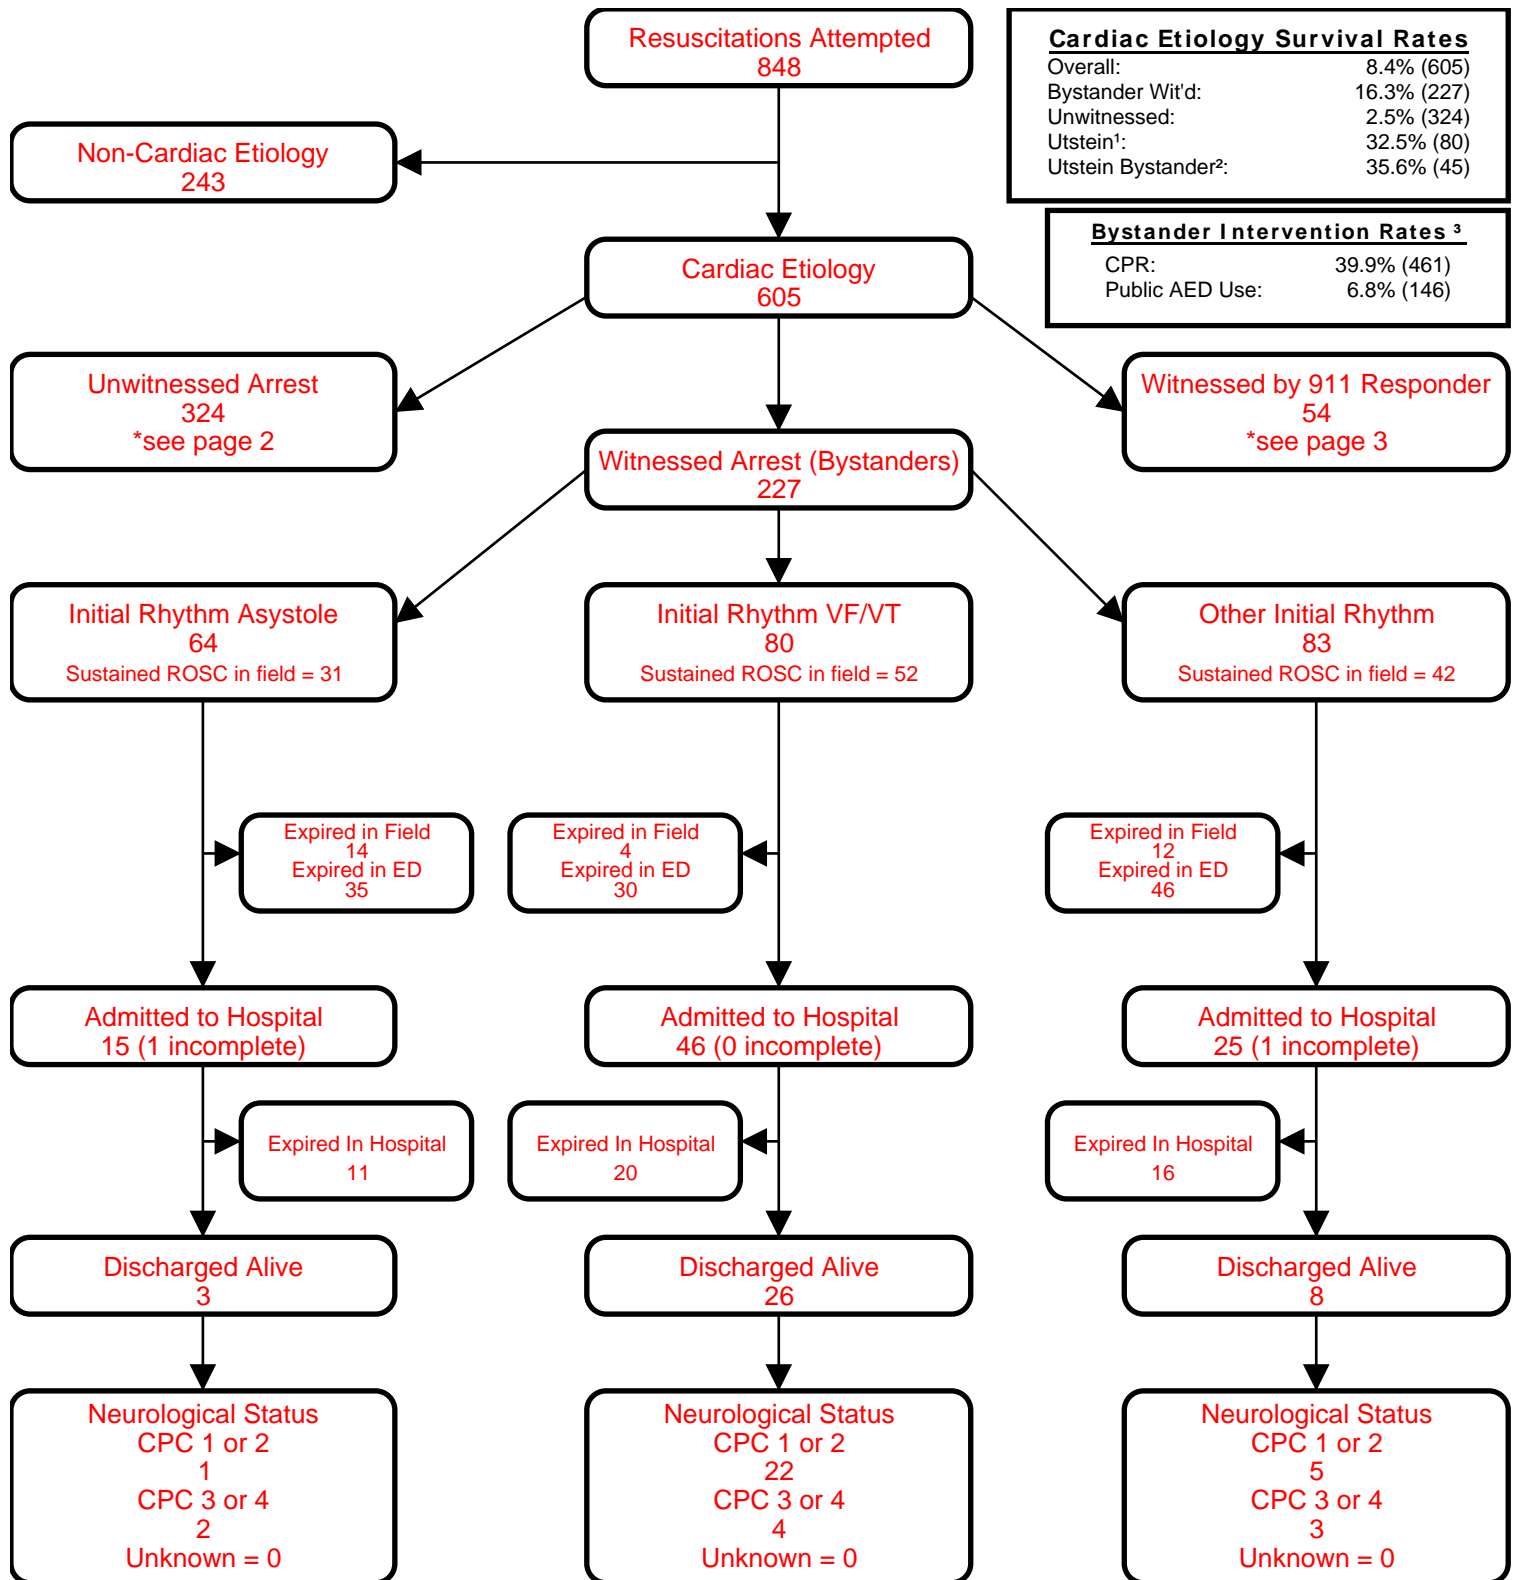 Resuscitations Attempted
848
Cardiac Etiology Survival Rates
Overall: 8.4% (605)
Bystander Wit'd: 16.3% (227)
Unwitnessed: 2.5% (324)
Utstein¹: 32.5% (80)
Utstein Bystander²: 35.6% (45)
Non-Cardiac Etiology
243
Bystander Intervention Rates ³
CPR: 39.9% (461)
Public AED Use: 6.8% (146)
Cardiac Etiology
605
Unwitnessed Arrest
324
*see page 2
Witnessed by 911 Responder
54
*see page 3
Witnessed Arrest (Bystanders)
227
Initial Rhythm Asystole
64
Sustained ROSC in field = 31
Initial Rhythm VF/VT
80
Sustained ROSC in field = 52
Other Initial Rhythm
83
Sustained ROSC in field = 42
Expired in Field
14
Expired in ED
35
Expired in Field
4
Expired in ED
30
Expired in Field
12
Expired in ED
46
Admitted to Hospital
15 (1 incomplete)
Admitted to Hospital
46 (0 incomplete)
Admitted to Hospital
25 (1 incomplete)
Expired In Hospital
11
Expired In Hospital
20
Expired In Hospital
16
Discharged Alive
3
Discharged Alive
26
Discharged Alive
8
Neurological Status
CPC 1 or 2
1
CPC 3 or 4
2
Unknown = 0
Neurological Status
CPC 1 or 2
22
CPC 3 or 4
4
Unknown = 0
Neurological Status
CPC 1 or 2
5
CPC 3 or 4
3
Unknown = 0